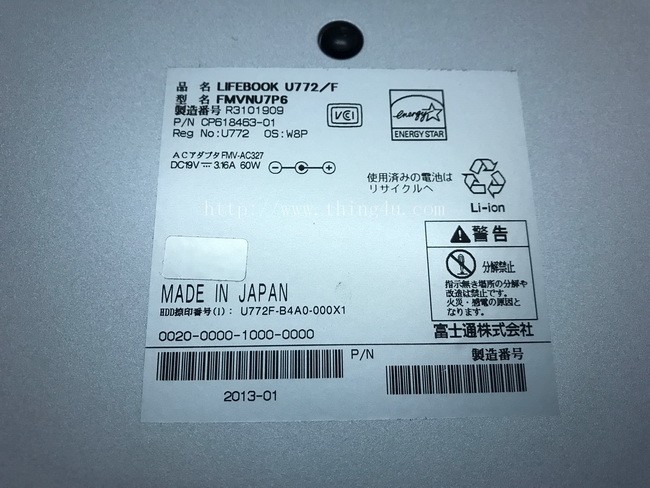 品 名 LIFEBOOK U772/F
型 名 FMVNU7P6
製造番号 R3101909
P/N CP618463-01
Reg No:U772 OS:W8P
VCI
energy
ENERGY STAR
ACアダプタ FMV-AC327
DC19V 3.16A 60W
使用済みの電池は
リサイクルへ
Li-ion
http://www.thingdu.com
警告
分解禁止
指示無き場所の分解や
改造は禁止です。
火災・感電の原因と
なります。
MADE IN JAPAN
HDD捺印番号(1): U772F-B4A0-000X1
富士通株式会社
0020-0000-1000-0000
P/N
製造番号
2013-01